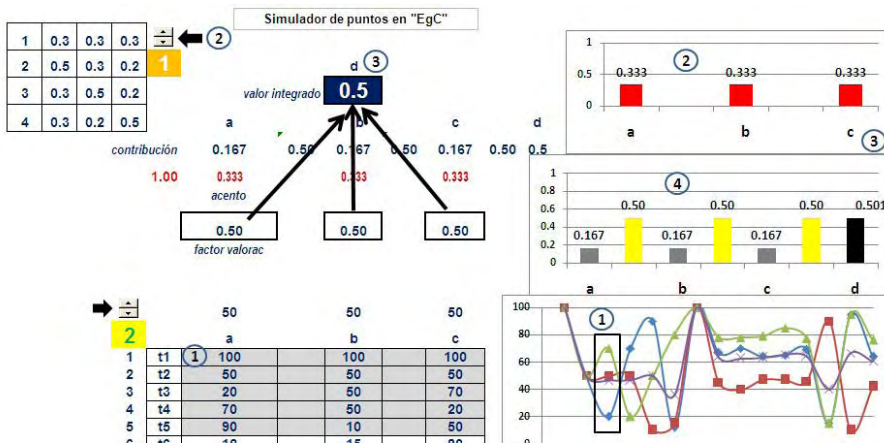 Simulador de puntos en "EgC"
1 0.3 0.3 0.3
2 0.5 0.3 0.2
3 0.3 0.5 0.2
4 0.3 0.2 0.5
2
1
d 3
valor integrado 0.5
a b c d
contribución 0.167 0.50 0.167 0.50 0.167 0.50 0.5
1.00 0.333 0.333 0.333
acento
0.50 0.50 0.50
factor valorac
50 50 50
2 a b c
1 t1 1 100 100 100
2 t2 50 50 50
3 t3 20 50 70
4 t4 70 50 20
5 t5 90 10 50
1
0.5
0
2
0.333 0.333 0.333
a b c
3
1
0.8
0.6
0.4
0.2
0
4
0.167 0.50 0.167 0.50 0.167 0.50 0.501
a b c d
100
80
60
40
20
0
1